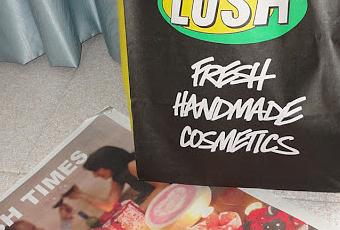 LUSH
FRESH
HANDMADE
COSMETICS
H TIMES